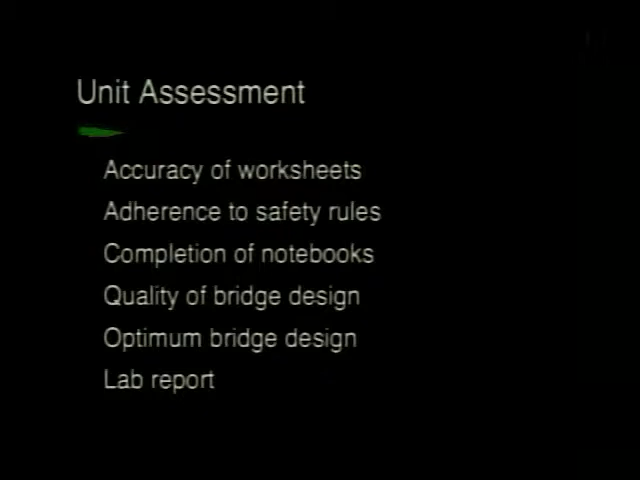 Unit Assessment
Accuracy of worksheets
Adherence to safety rules
Completion of notebooks
Quality of bridge design
Optimum bridge design
Lab report